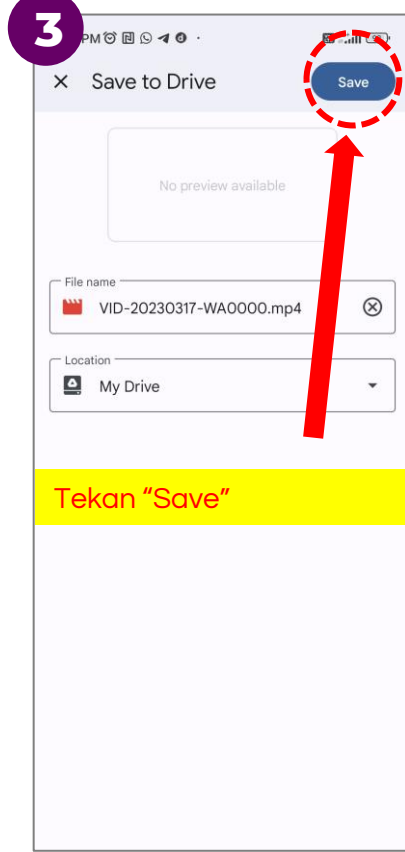 3
PM
× Save to Drive
Save
No preview available
File name
VID-20230317-WA0000.mp4
Location
My Drive
Tekan “Save”